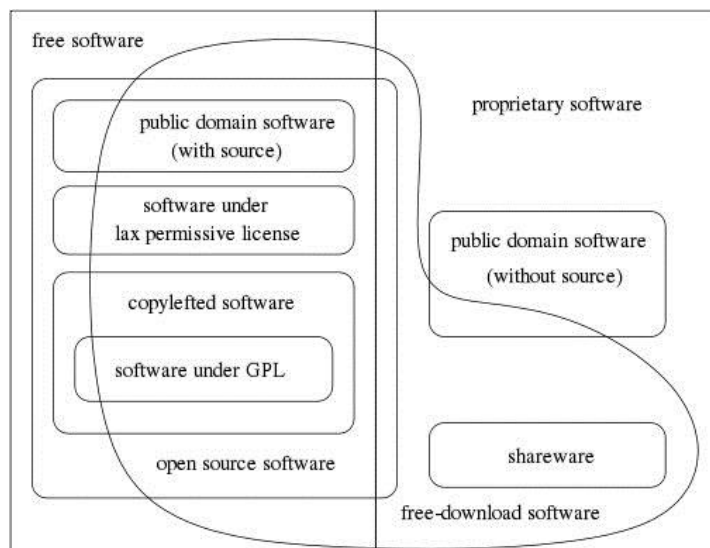 free software
public domain software
(with source)
software under
lax permissive license
copylefted software
software under GPL
open source software
proprietary software
public domain software
(without source)
shareware
free-download software